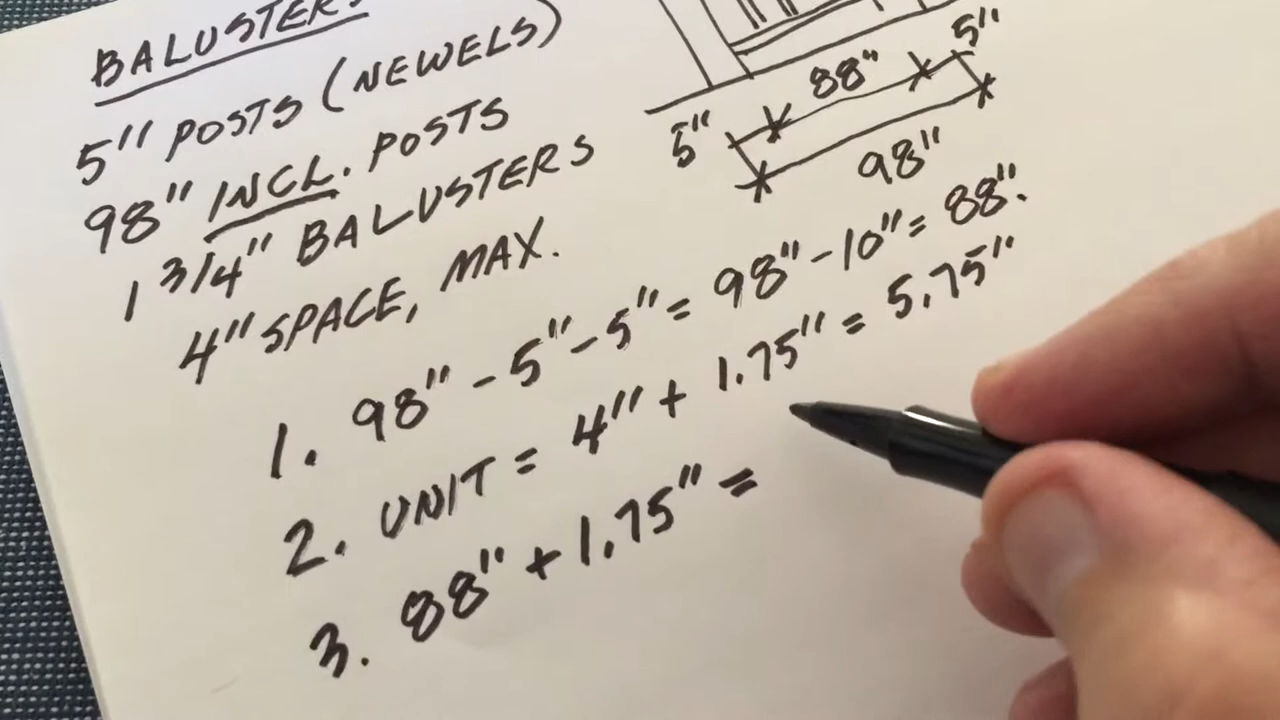 BALUSTERS
5" POSTS (NEWELS)
98" INCL. POSTS
1 3/4" BALUSTERS
4" SPACE, MAX.
5"
88"
5"
98"
1. 98" - 5" - 5" = 98" - 10" = 88".
2. UNIT = 4" + 1.75" = 5.75"
3. 88" + 1.75" =